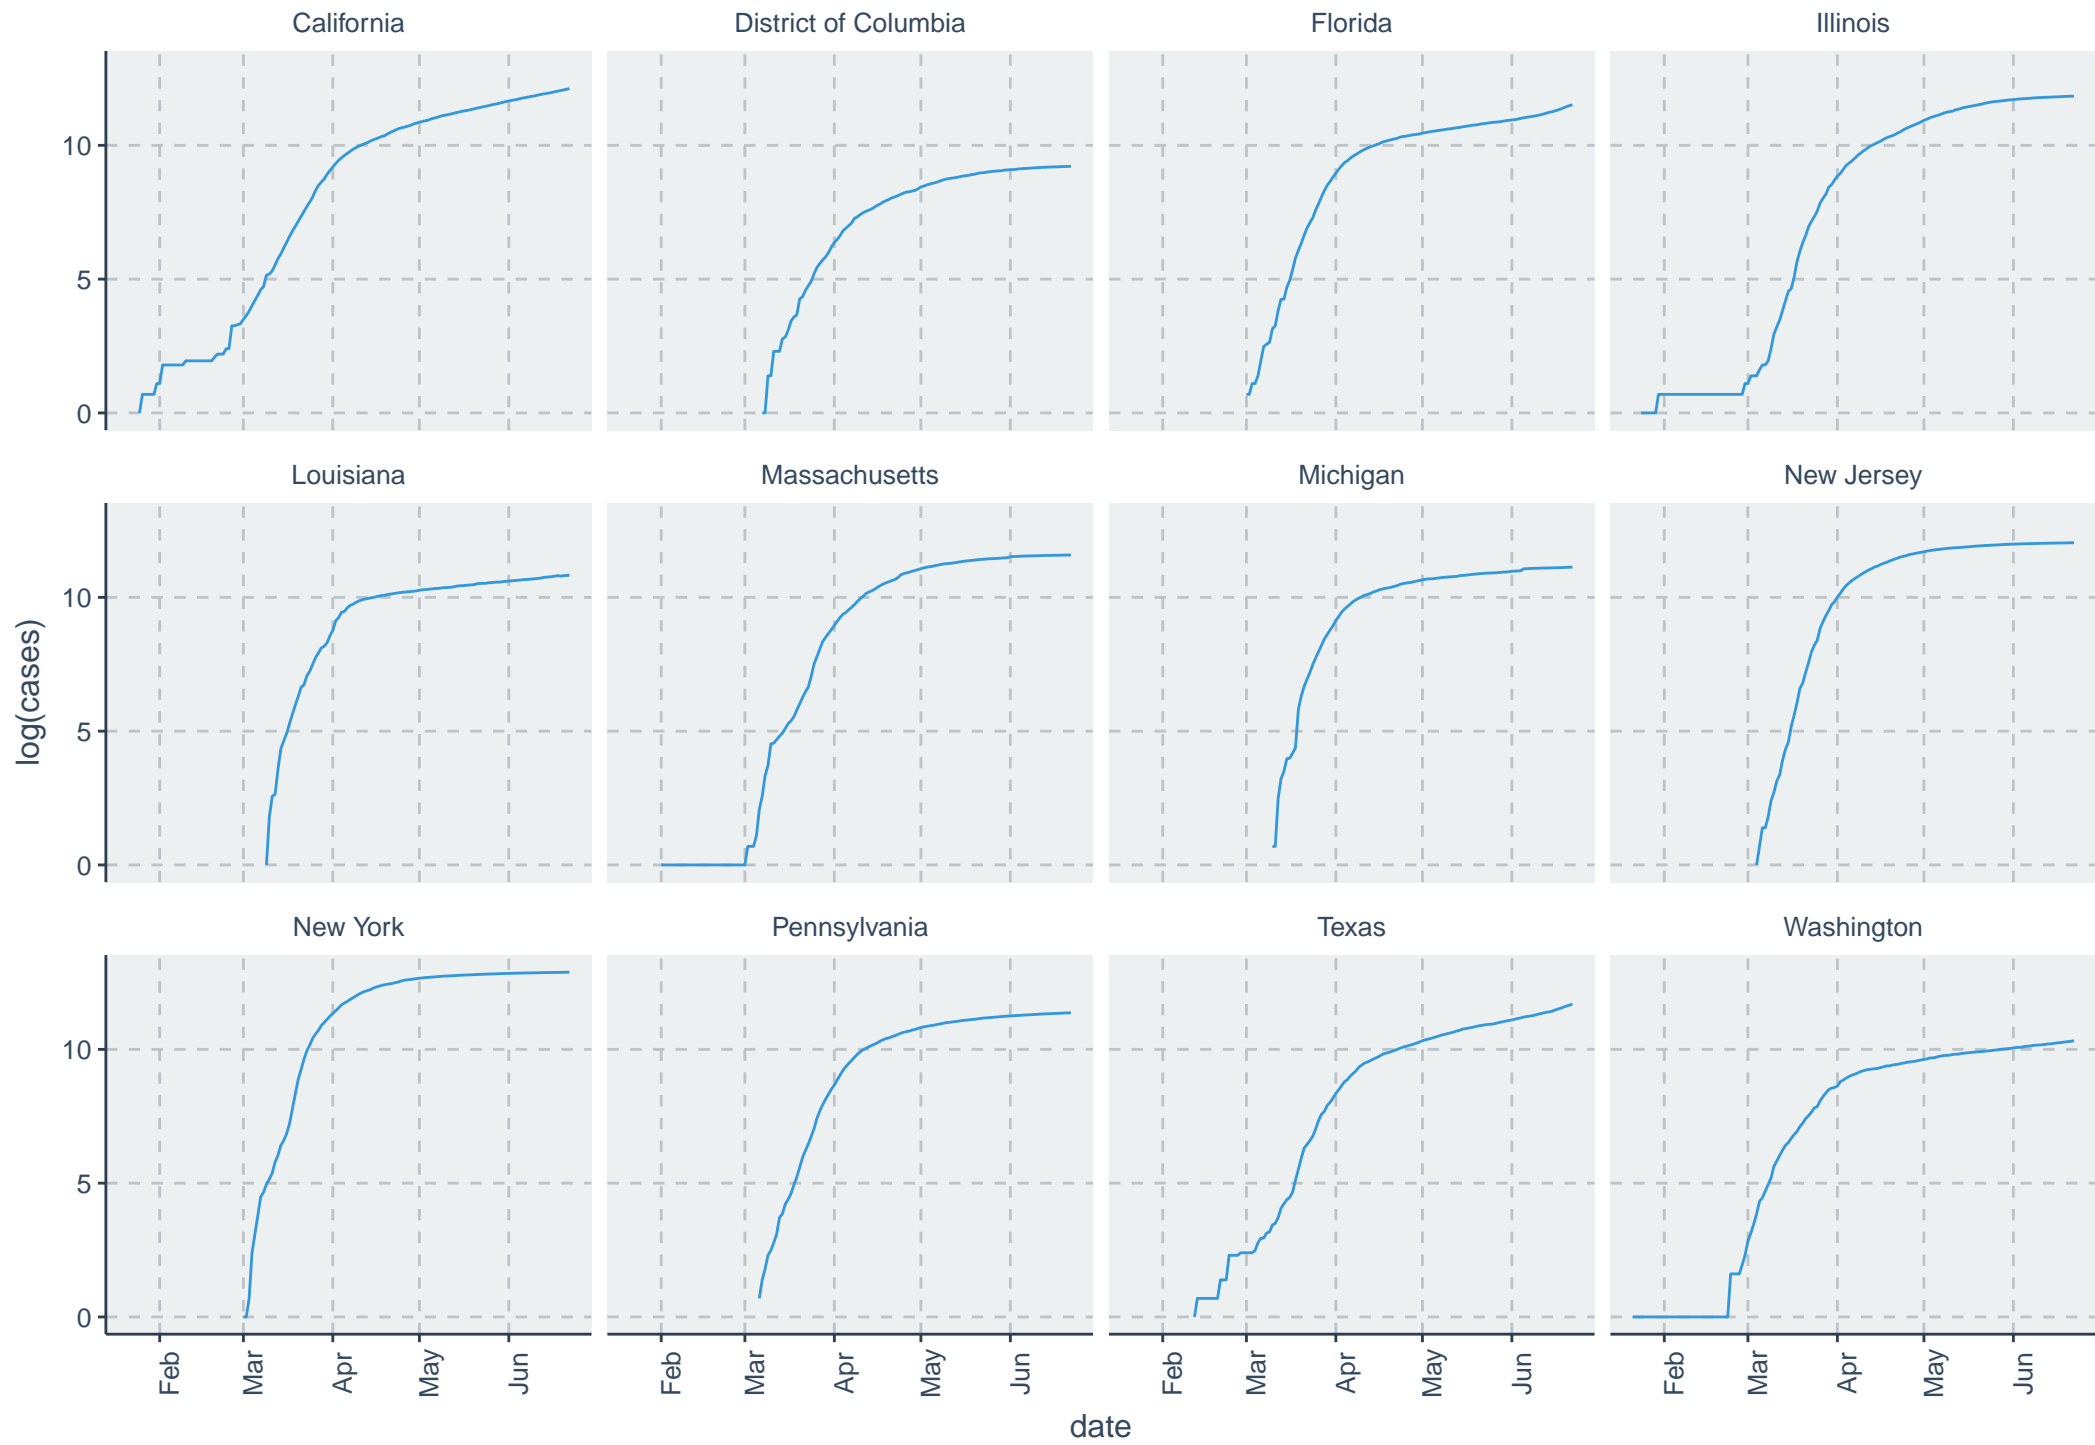 California District of Columbia Florida Illinois
10
5
0
Louisiana Massachusetts Michigan New Jersey
10
5
0
log(cases)
New York Pennsylvania Texas Washington
10
5
0
Feb Mar Apr May Jun Feb Mar Apr May Jun Feb Mar Apr May Jun Feb Mar Apr May Jun
date